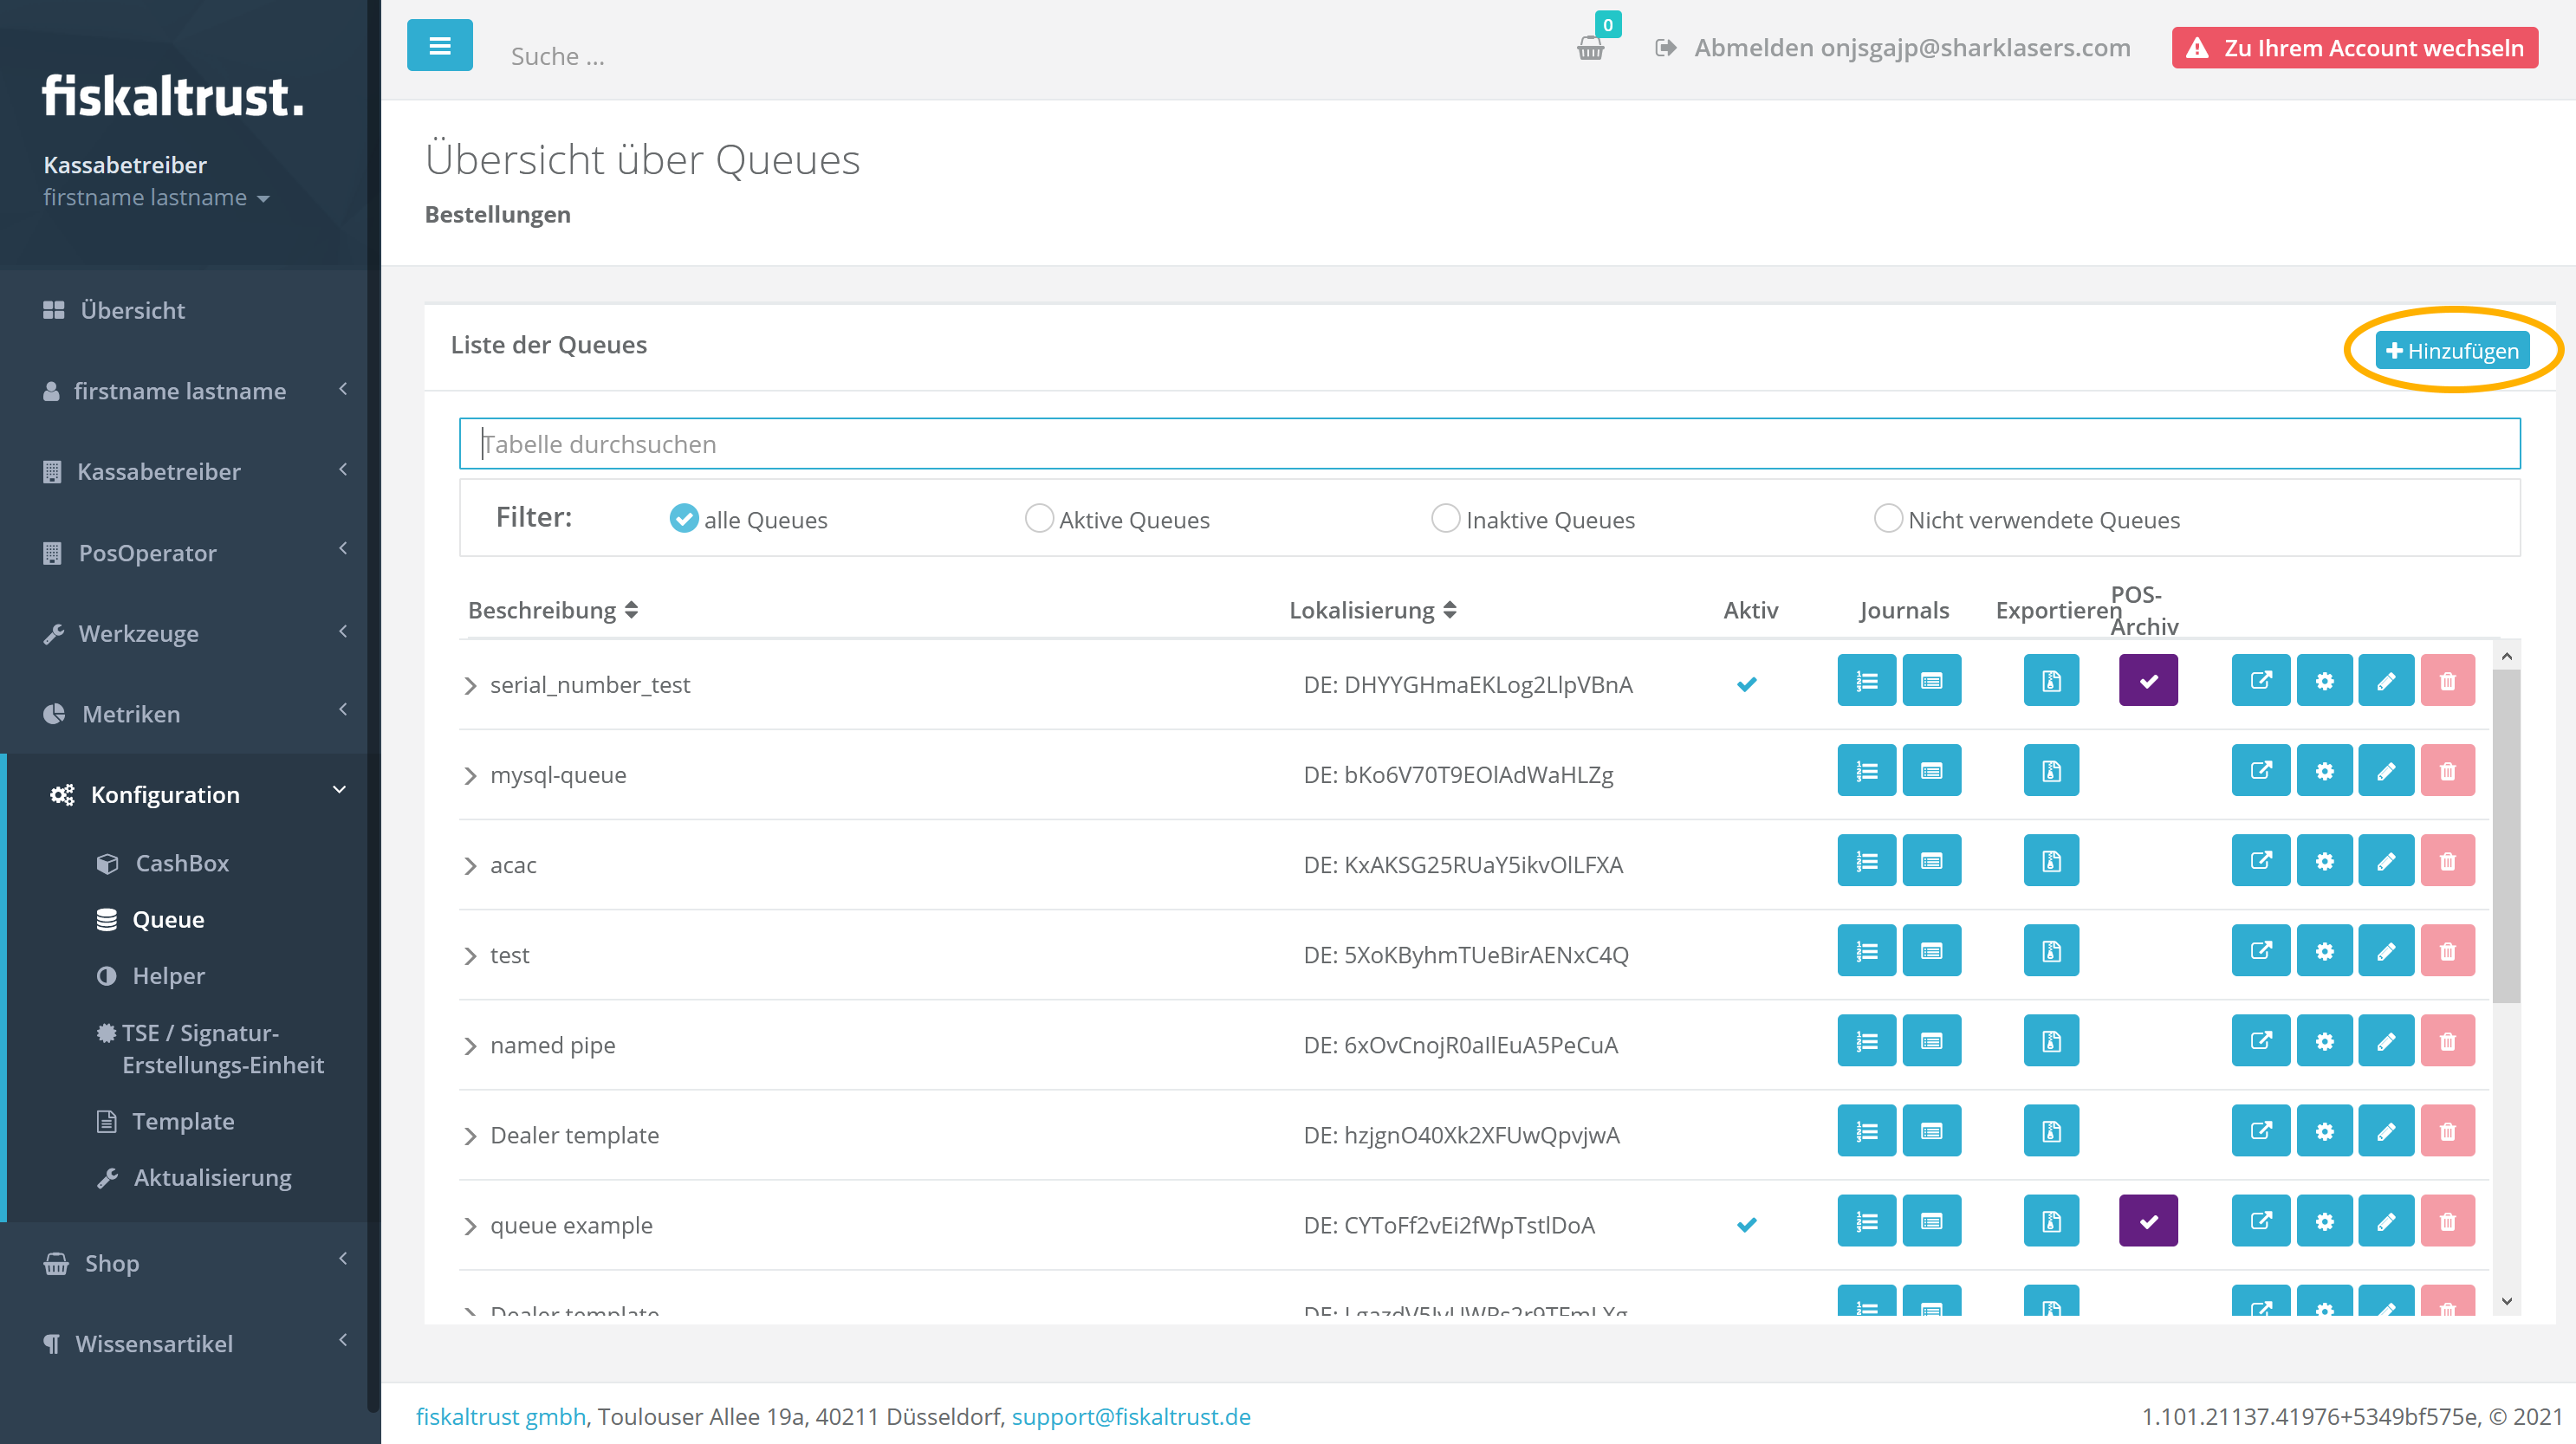 fiskaltrust.
Kassabetreiber
firstname lastname
Übersicht
firstname lastname
Kassabetreiber
PosOperator
Werkzeuge
Metriken
Konfiguration
CashBox
Queue
Helper
TSE / Signatur-
Erstellungs-Einheit
Template
Aktualisierung
Shop
Wissensartikel
Suche ...
0
Abmelden onjsgajp@sharklasers.com
Zu Ihrem Account wechseln
Übersicht über Queues
Bestellungen
Liste der Queues
Hinzufügen
Tabelle durchsuchen
Filter: alle Queues Aktive Queues Inaktive Queues Nicht verwendete Queues
Beschreibung Lokalisierung Aktiv Journals Exportieren POS-
Archiv
serial_number_test DE: DHYYGHmaEKLog2LlpVBnA
mysql-queue DE: bKo6V70T9EOlAdWaHLZg
acac DE: KxAKSG25RUaY5ikvOlLFXA
test DE: 5XoKByhmTUeBirAENxC4Q
named pipe DE: 6xOvCnojR0aIlEuA5PeCuA
Dealer template DE: hzjgnO40Xk2XFUwQpvjwA
queue example DE: CYToFf2vEi2fWpTstlDoA
Dealer template DE:
fiskaltrust gmbh, Toulouser Allee 19a, 40211 Düsseldorf, support@fiskaltrust.de
1.101.21137.41976+5349bf575e, © 2021